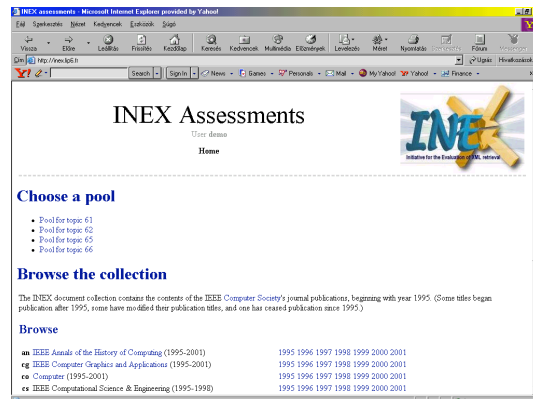 INEX assessments - Microsoft Internet Explorer provided by Yahoo!
Fájl Szerkesztés Nézet Kedvencek Eszközök Súgó
Vissza Előre Leállítás Frissítés Kezdőlap Keresés Kedvencek Multimédia Előzmények Levelezés Méret Nyomtatás Fórum Messenger
Cím http://inex.lip6.fr Ugrás Hivatkozások
Y! Search Sign In News Games Personals Mail My Yahoo! Yahoo! Finance
INEX Assessments
User demo
Home
INEX
Initiative for the Evaluation of XML retrieval
Choose a pool
Pool for topic 61
Pool for topic 62
Pool for topic 65
Pool for topic 66
Browse the collection
The INEX document collection contains the contents of the IEEE Computer Society's journal publications, beginning with year 1995. (Some titles began
publication after 1995, some have modified their publication titles, and one has ceased publication since 1995.)
Browse
an IEEE Annals of the History of Computing (1995-2001) 1995 1996 1997 1998 1999 2000 2001
cg IEEE Computer Graphics and Applications (1995-2001) 1995 1996 1997 1998 1999 2000 2001
co Computer (1995-2001) 1995 1996 1997 1998 1999 2000 2001
cs IEEE Computational Science & Engineering (1995-1998) 1995 1996 1997 1998 1999 2000 2001